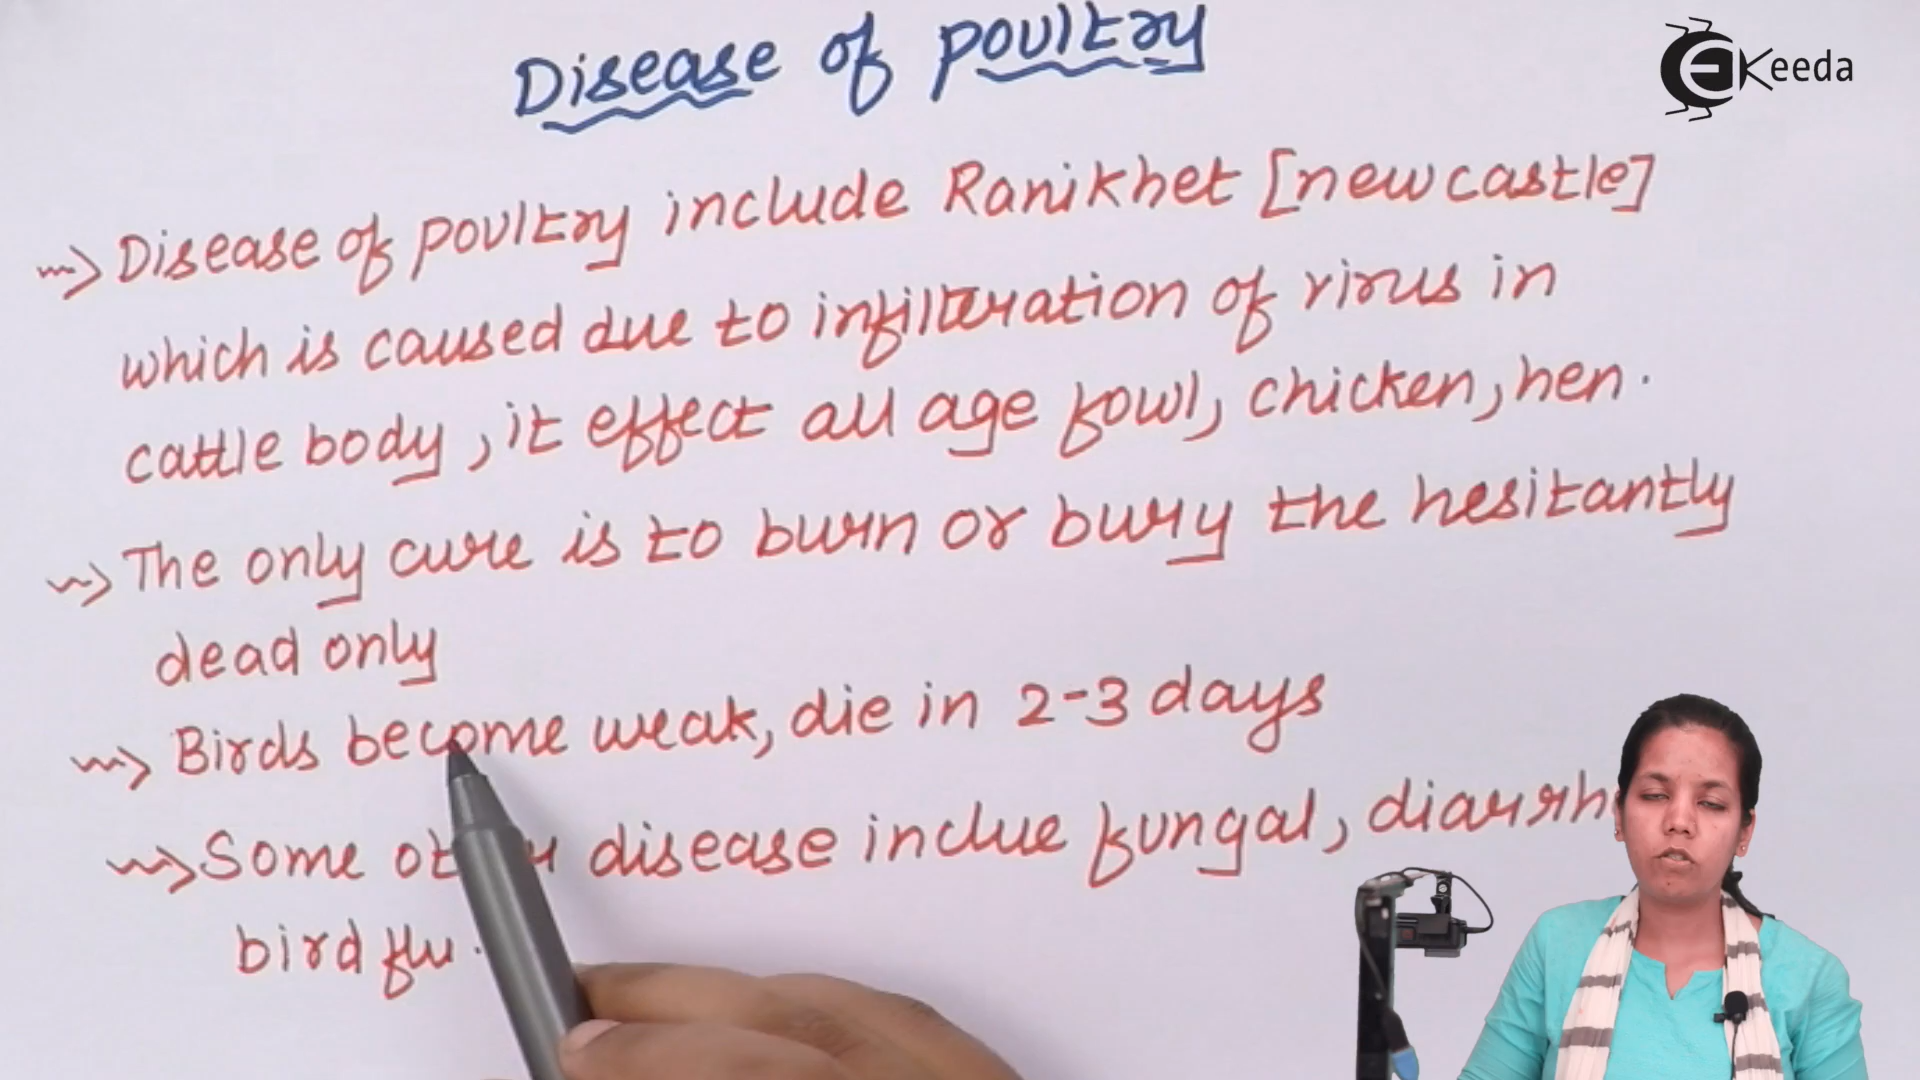 Disease of poultry
EKeeda
Disease of poultry include Ranikhet [newcastle]
which is caused due to infilteration of virus in
cattle body, it effect all age fowl, chicken, hen.
The only cure is to burn or bury the hesitantly
dead only
Birds become weak, die in 2-3 days
Some disease inclue fungal,
bird flu.